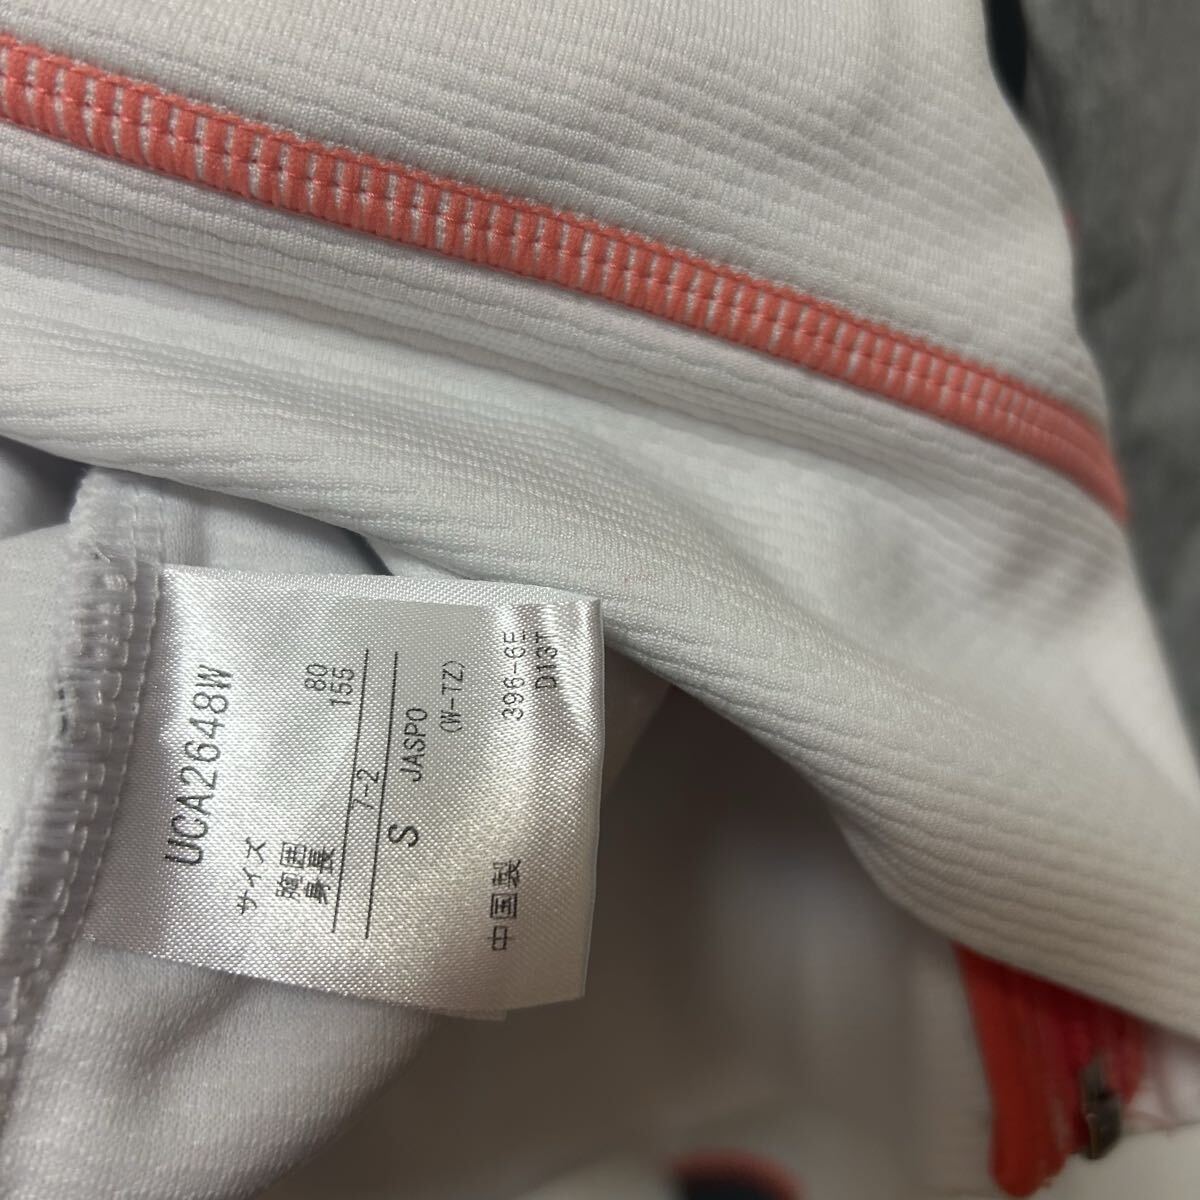 UCA2648W
サイズ
胸囲 80
身長 155
7-2
S JASPO
(W-TZ)
396-6E
中国製 D13T